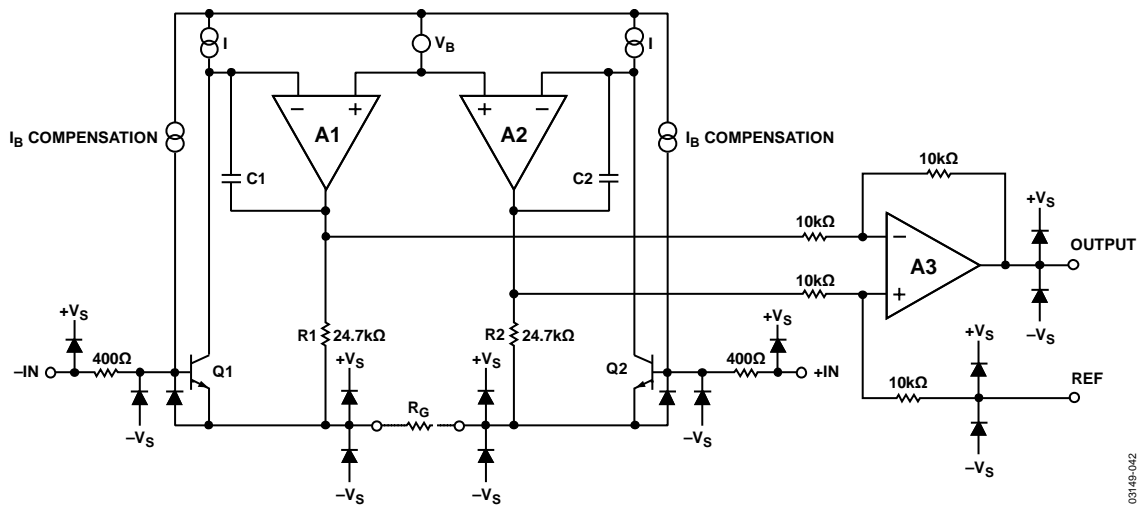 I
V_B
I
I_B COMPENSATION
− +
A1
+ −
A2
I_B COMPENSATION
C1
C2
10kΩ
+V_S
10kΩ
−
A3
OUTPUT
10kΩ
+
−V_S
R1 24.7kΩ
R2 24.7kΩ
+V_S
400Ω
−IN
Q1
+V_S
+V_S
Q2
400Ω
+V_S
+IN
+V_S
10kΩ
REF
−V_S
R_G
−V_S
−V_S
−V_S
−V_S
03149-042